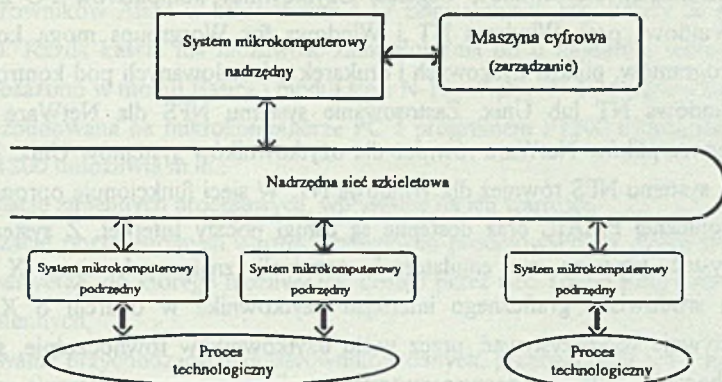 System mikrokomputerowy
nadrzędny
Maszyna cyfrowa
(zarządzanie)
Nadrzędna sieć szkieletowa
System mikrokomputerowy
podrzędny
System mikrokomputerowy
podrzędny
System mikrokomputerowy
podrzędny
Proces
technologiczny
Proces
technologiczny